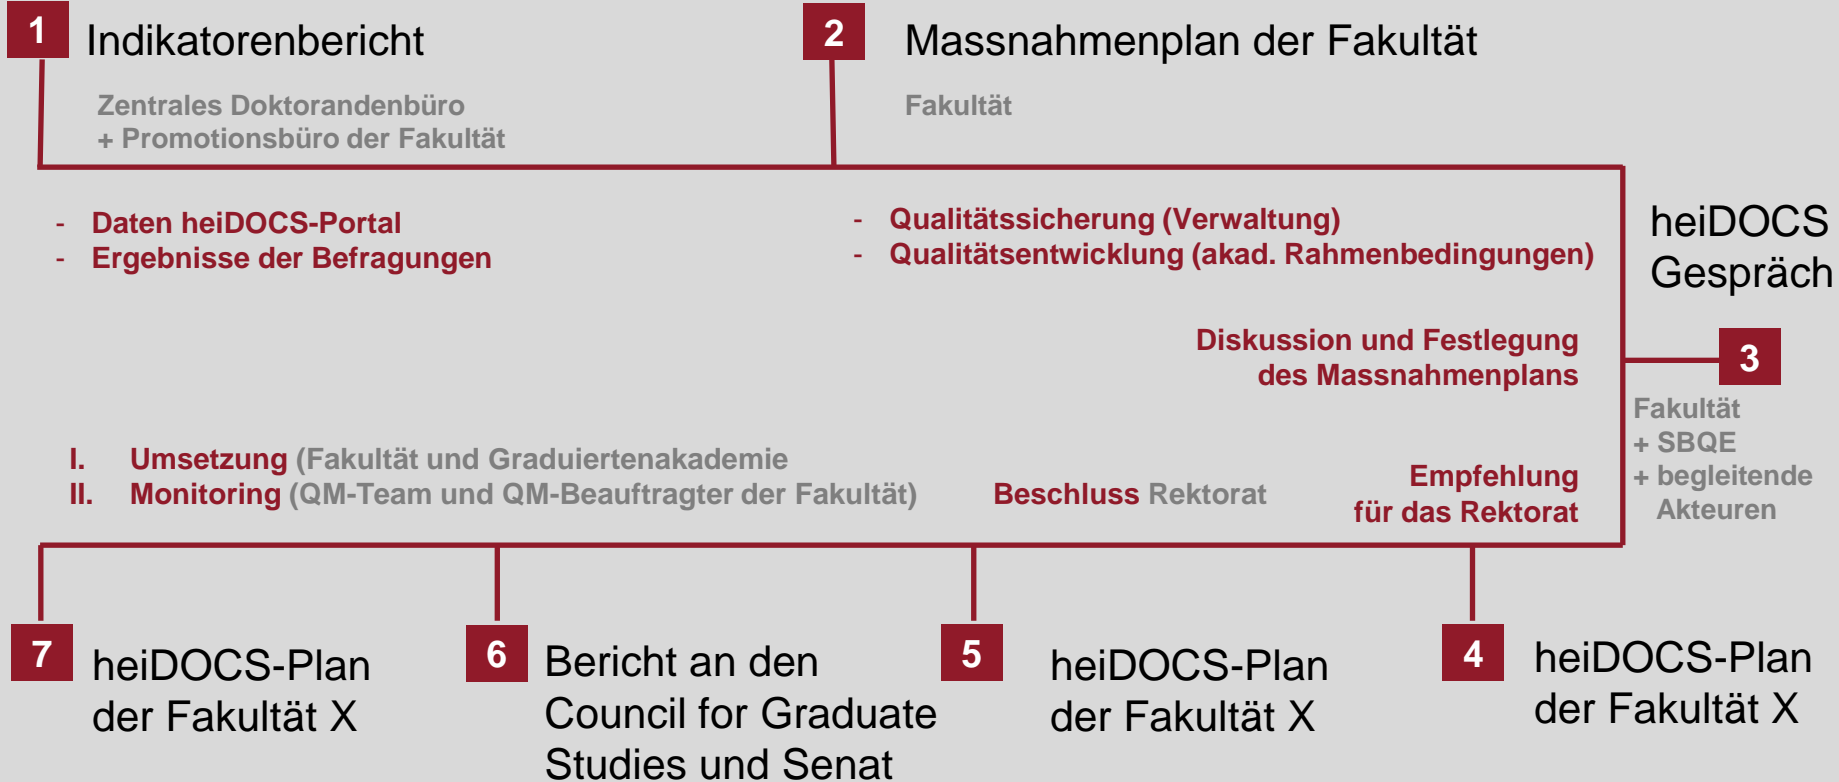 1 Indikatorenbericht
Zentrales Doktorandenbüro
+ Promotionsbüro der Fakultät
- Daten heiDOCS-Portal
- Ergebnisse der Befragungen
2 Massnahmenplan der Fakultät
Fakultät
- Qualitätssicherung (Verwaltung)
- Qualitätsentwicklung (akad. Rahmenbedingungen)
heiDOCS
Gespräch
3
Diskussion und Festlegung
des Massnahmenplans
Fakultät
+ SBQE
+ begleitende
Akteuren
I. Umsetzung (Fakultät und Graduiertenakademie
II. Monitoring (QM-Team und QM-Beauftragter der Fakultät)
Beschluss Rektorat
Empfehlung
für das Rektorat
7 heiDOCS-Plan
der Fakultät X
6 Bericht an den
Council for Graduate
Studies und Senat
5 heiDOCS-Plan
der Fakultät X
4 heiDOCS-Plan
der Fakultät X